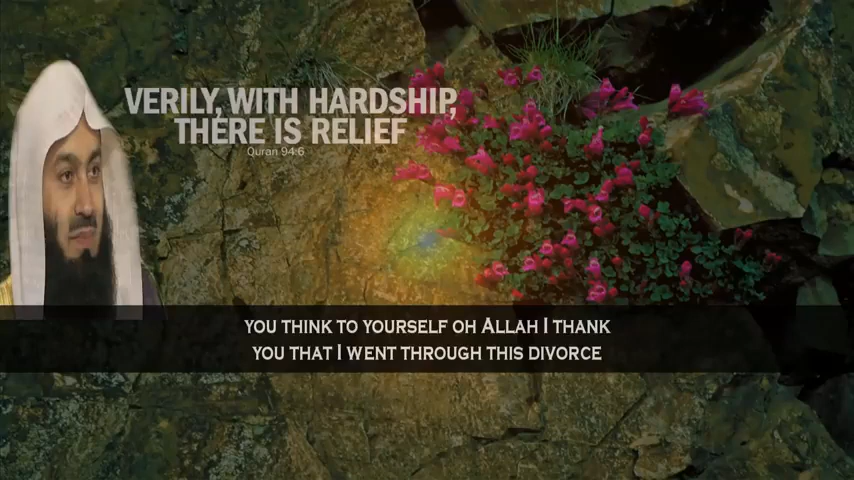 VERILY, WITH HARDSHIP,
THERE IS RELIEF
Quran 94:6
YOU THINK TO YOURSELF OH ALLAH I THANK
YOU THAT I WENT THROUGH THIS DIVORCE